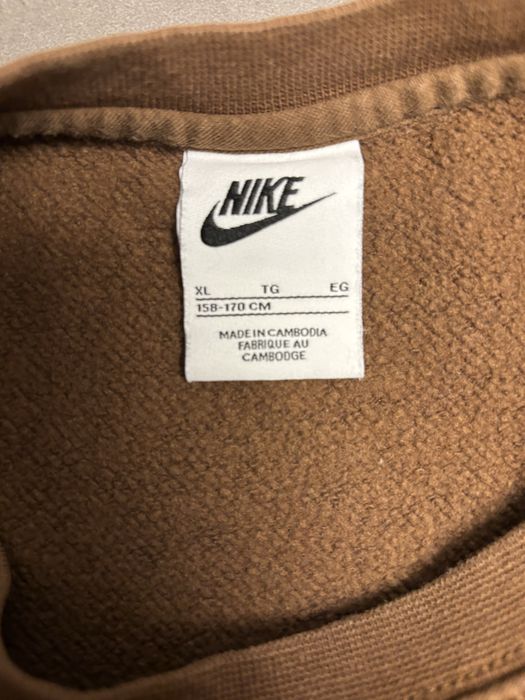 NIKE
XL TG EG
158-170 CM
MADE IN CAMBODIA
FABRIQUE AU
CAMBODGE